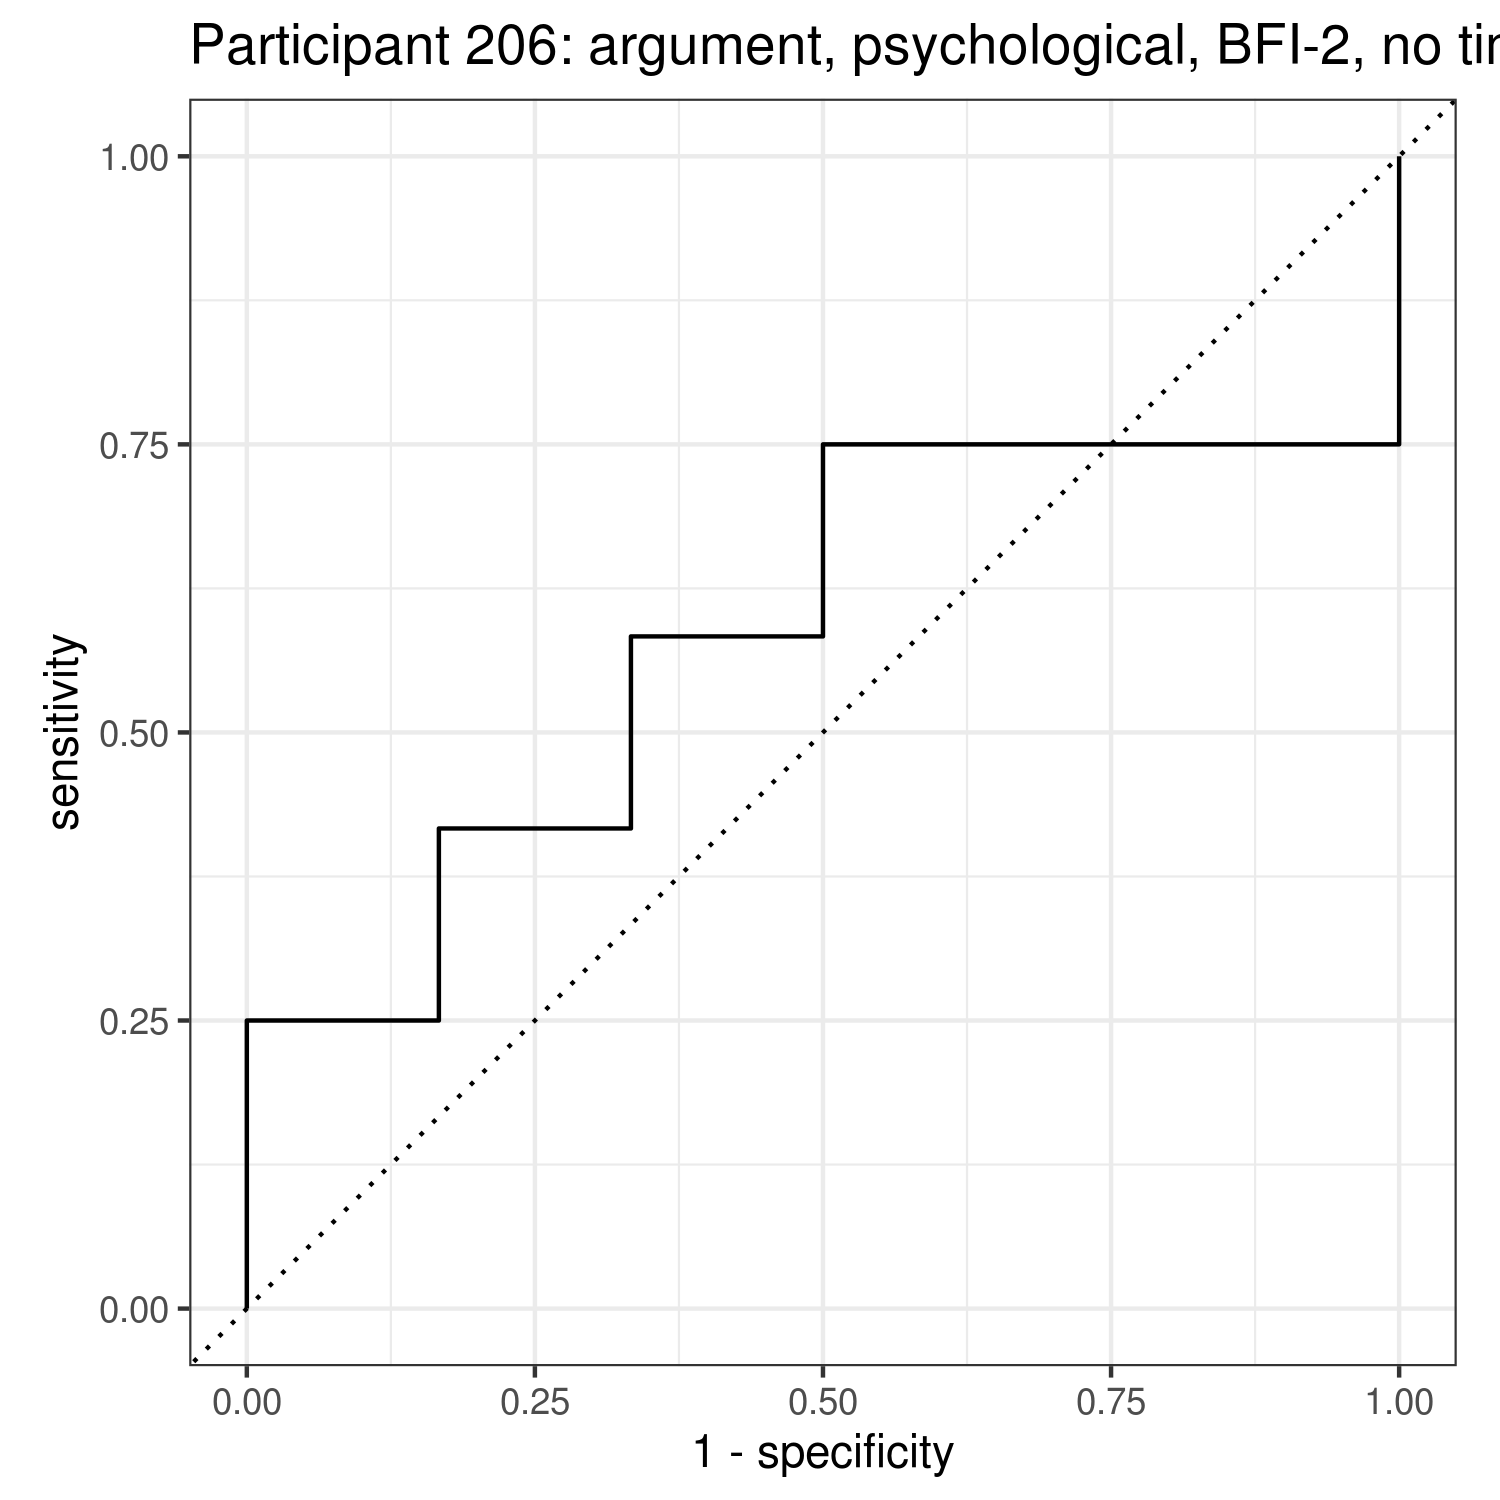 Participant 206: argument, psychological, BFI-2, no
1.00
0.75
0.50
0.25
0.00
sensitivity
0.00 0.25 0.50 0.75 1.00
1 - specificity